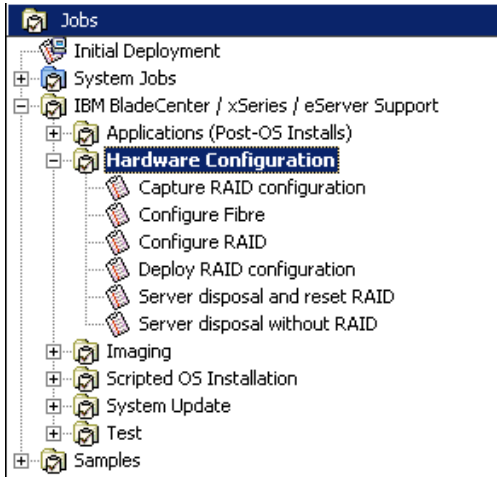 Jobs
Initial Deployment
System Jobs
IBM BladeCenter / xSeries / eServer Support
Applications (Post-OS Installs)
Hardware Configuration
Capture RAID configuration
Configure Fibre
Configure RAID
Deploy RAID configuration
Server disposal and reset RAID
Server disposal without RAID
Imaging
Scripted OS Installation
System Update
Test
Samples